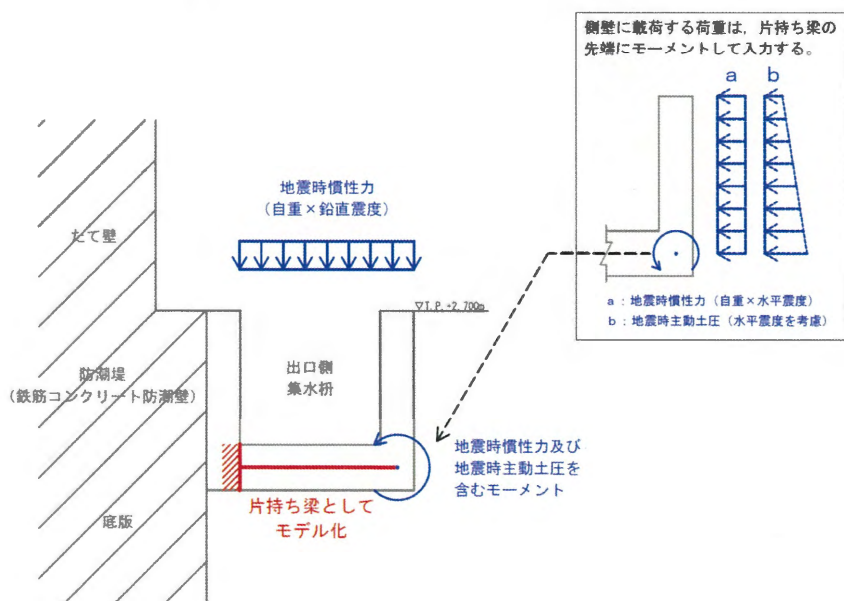 側壁に載荷する荷重は，片持ち梁の
先端にモーメントして入力する。
a b
a：地震時慣性力（自重×水平震度）
b：地震時主動土圧（水平震度を考慮）
地震時慣性力
（自重×鉛直震度）
たて壁
▽T.P.+2.700m
防潮堤
（鉄筋コンクリート防潮壁）
出口側
集水枡
地震時慣性力及び
地震時主動土圧を
含むモーメント
片持ち梁として
モデル化
底版